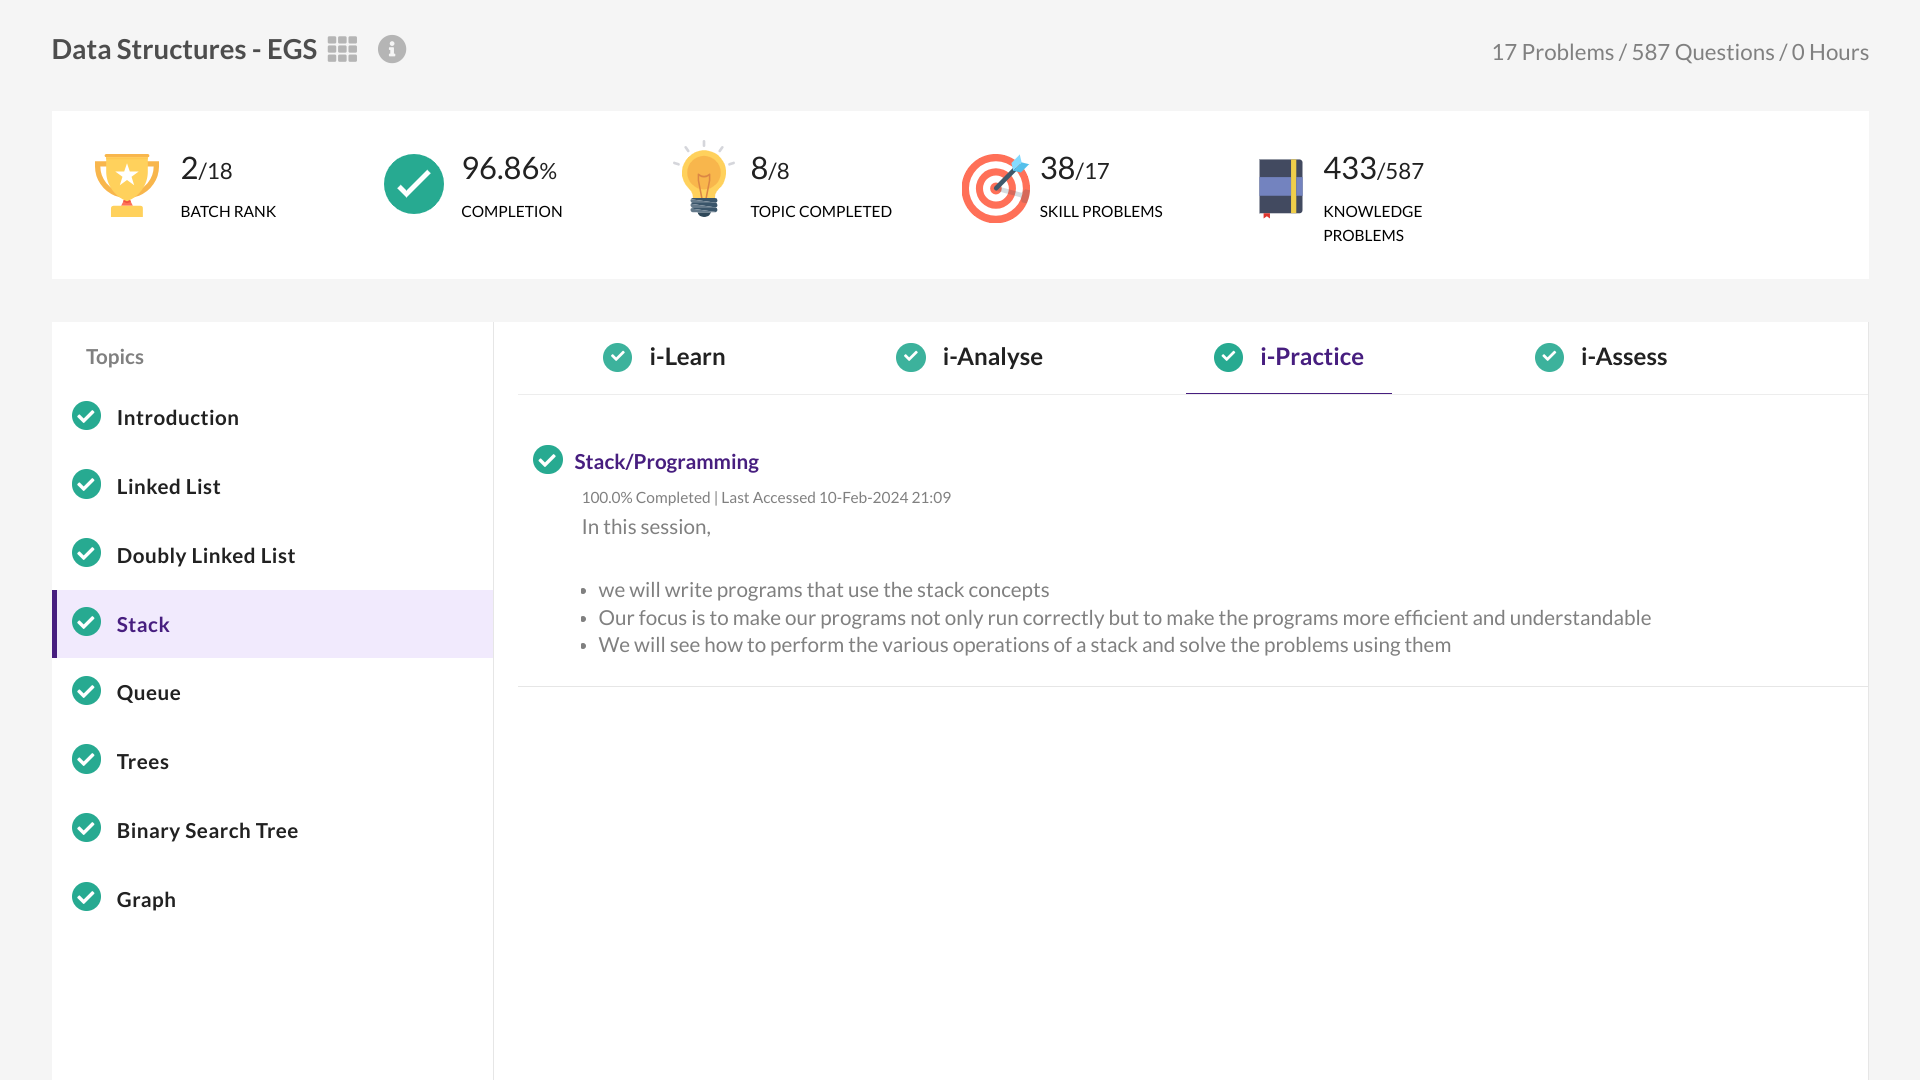 Data Structures - EGS
17 Problems / 587 Questions / 0 Hours
2/18
BATCH RANK
96.86%
COMPLETION
8/8
TOPIC COMPLETED
38/17
SKILL PROBLEMS
433/587
KNOWLEDGE
PROBLEMS
Topics
Introduction
Linked List
Doubly Linked List
Stack
Queue
Trees
Binary Search Tree
Graph
i-Learn
i-Analyse
i-Practice
i-Assess
Stack/Programming
100.0% Completed | Last Accessed 10-Feb-2024 21:09
In this session,
• we will write programs that use the stack concepts
• Our focus is to make our programs not only run correctly but to make the programs more efficient and understandable
• We will see how to perform the various operations of a stack and solve the problems using them